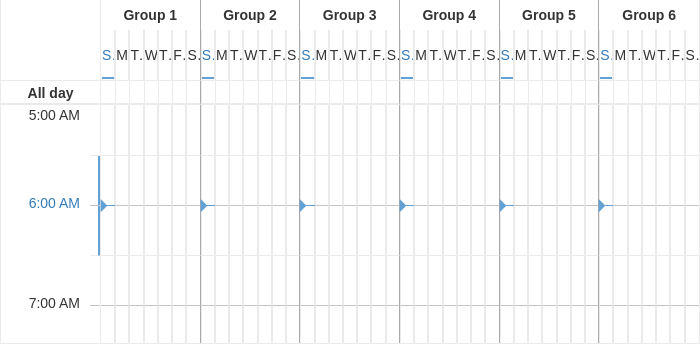 Group 1 Group 2 Group 3 Group 4 Group 5 Group 6
S. M T. W T. F. S. S. M T. W T. F. S. S. M T. W T. F. S. S. M T. W T. F. S. S. M T. W T. F. S. S. M T. W T. F. S.
All day
5:00 AM
6:00 AM
7:00 AM